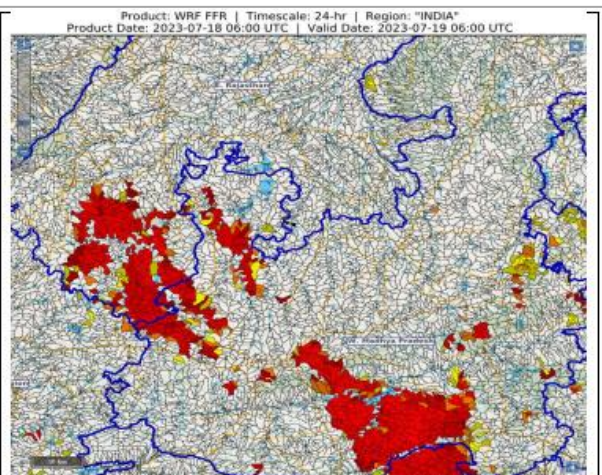 Product: WRF FFR | Timescale: 24-hr | Region: "INDIA"
Product Date: 2023-07-18 06:00 UTC | Valid Date: 2023-07-19 06:00 UTC
E. Rajasthan
W. Madhya Pradesh